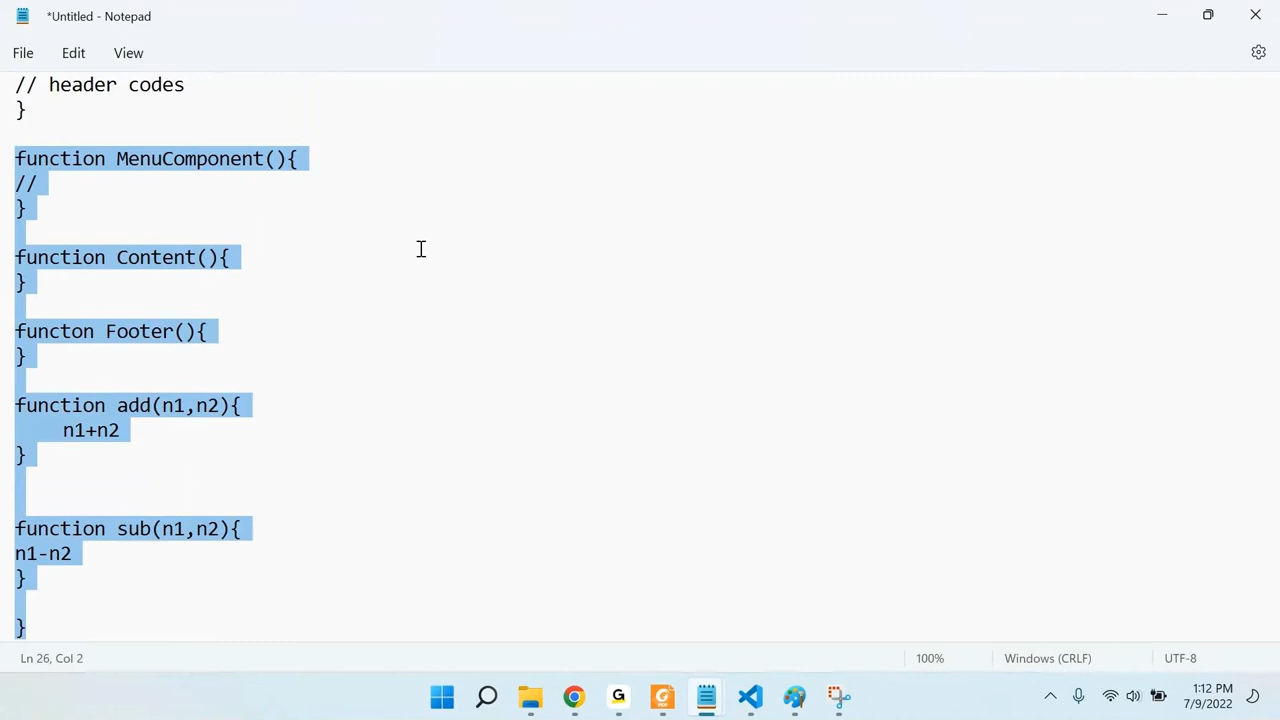 *Untitled - Notepad
File Edit View
// header codes
}
function MenuComponent(){
//
}
function Content(){
}
functon Footer(){
}
function add(n1,n2){
n1+n2
}
function sub(n1,n2){
n1-n2
}
}
Ln 26, Col 2 100% Windows (CRLF) UTF-8
G PDF 1:12 PM
7/9/2022